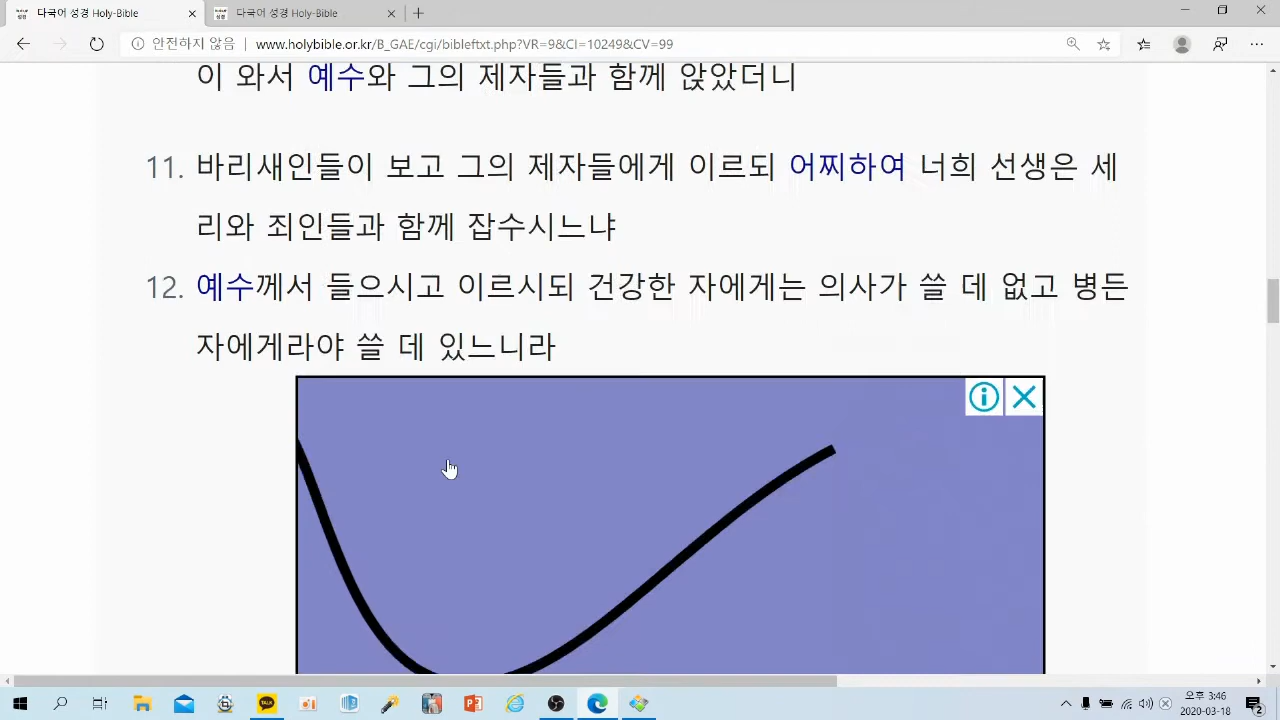 다국어 성경 Holy-Bible
다국어 성경 Holy-Bible
안전하지 않음 | www.holybible.or.kr/B_GAE/cgi/bibleftxt.php?VR=9&CI=10249&CV=99
이 와서 예수와 그의 제자들과 함께 앉았더니
11. 바리새인들이 보고 그의 제자들에게 이르되 어찌하여 너희 선생은 세
리와 죄인들과 함께 잡수시느냐
12. 예수께서 들으시고 이르시되 건강한 자에게는 의사가 쓸 데 없고 병든
자에게라야 쓸 데 있느니라
TALK
오후 3:46
2020-03-18
2